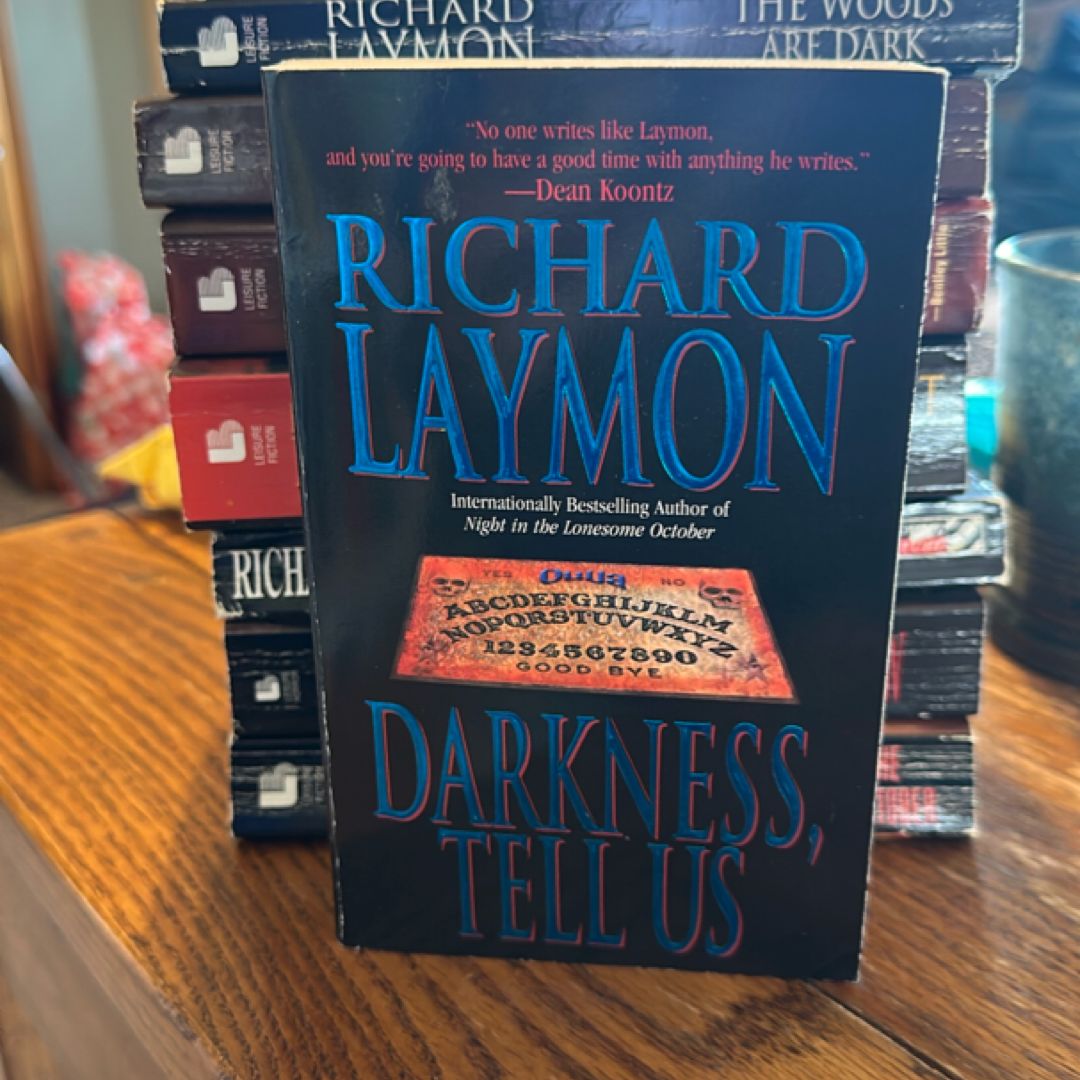 RICHARD
LAYMON
THE WOODS
ARE DARK
LEISURE
FICTION
"No one writes like Laymon,
and you're going to have a good time with anything he writes."
—Dean Koontz
RICHARD
LAYMON
Internationally Bestselling Author of
Night in the Lonesome October
YES Ouija NO
ABCDEFGHIJKLM
NOPQRSTUVWXYZ
1234567890
GOOD BYE
DARKNESS,
TELL US
LEISURE
FICTION
LEISURE
FICTION
LEISURE
FICTION
RICH
—Bentley Little
T